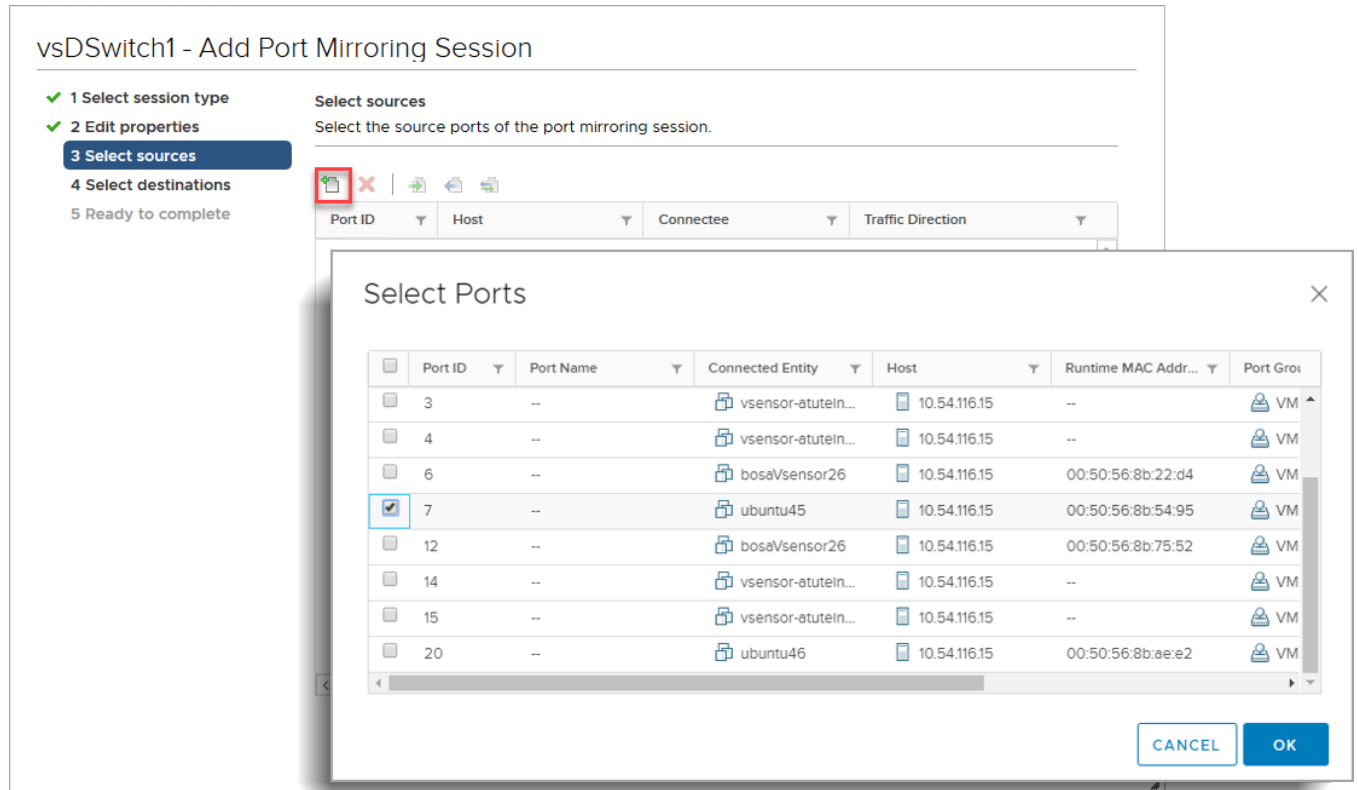 vsDSwitch1 - Add Port Mirroring Session
1 Select session type
2 Edit properties
3 Select sources
4 Select destinations
5 Ready to complete
Select sources
Select the source ports of the port mirroring session.
Port ID Host Connectee Traffic Direction
Select Ports
Port ID Port Name Connected Entity Host Runtime MAC Addr... Port Grou
3 -- vsensor-atuteIn... 10.54.116.15 -- VM
4 -- vsensor-atuteIn... 10.54.116.15 -- VM
6 -- bosaVsensor26 10.54.116.15 00:50:56:8b:22:d4 VM
7 -- ubuntu45 10.54.116.15 00:50:56:8b:54:95 VM
12 -- bosaVsensor26 10.54.116.15 00:50:56:8b:75:52 VM
14 -- vsensor-atuteIn... 10.54.116.15 -- VM
15 -- vsensor-atuteIn... 10.54.116.15 -- VM
20 -- ubuntu46 10.54.116.15 00:50:56:8b:ae:e2 VM
CANCEL OK